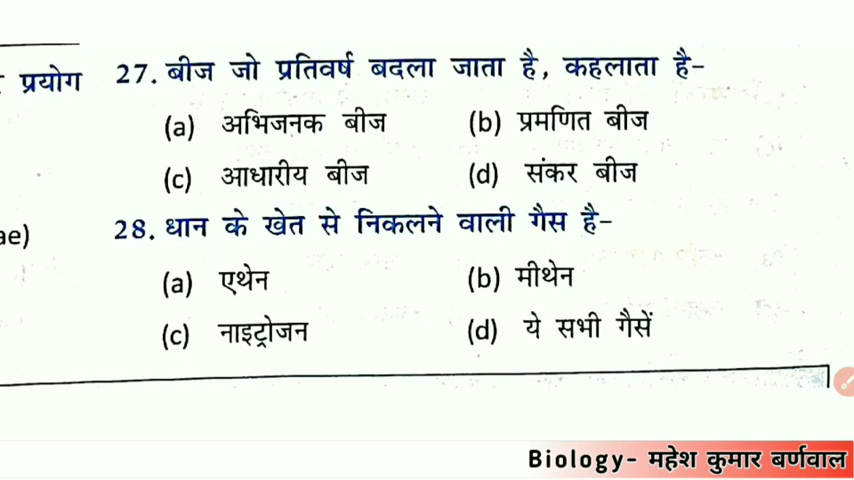 प्रयोग
27. बीज जो प्रतिवर्ष बदला जाता है, कहलाता है-
(a) अभिजनक बीज (b) प्रमणित बीज
(c) आधारीय बीज (d) संकर बीज
ae)
28. धान के खेत से निकलने वाली गैस है-
(a) एथेन (b) मीथेन
(c) नाइट्रोजन (d) ये सभी गैसें
Biology- महेश कुमार बर्णवाल